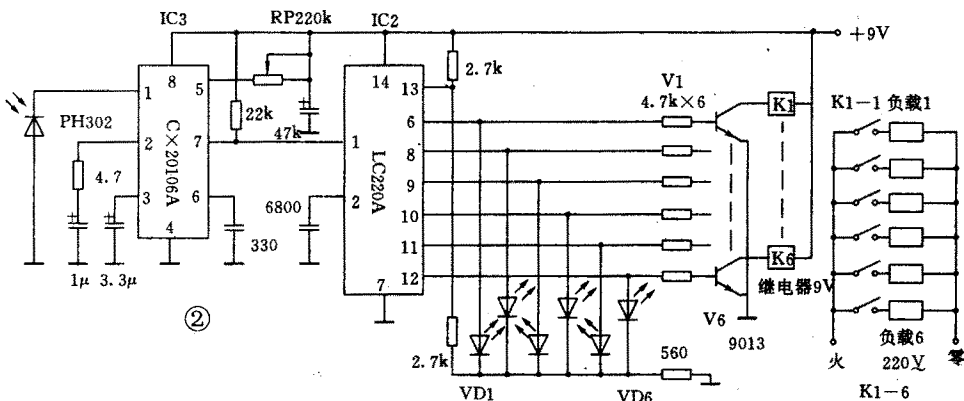 IC3
RP220k
IC2
+9V
8
5
1
2
3
4
7
6
C×20106A
PH302
4.7
1μ
3.3μ
22k
47k
330
6800
②
14
13
1
2
7
6
8
9
10
11
12
LC220A
2.7k
2.7k
V1
4.7k×6
K1
K6
继电器9V
V6
9013
560
VD1
VD6
K1-1 负载1
负载6
火
220V
零
K1-6